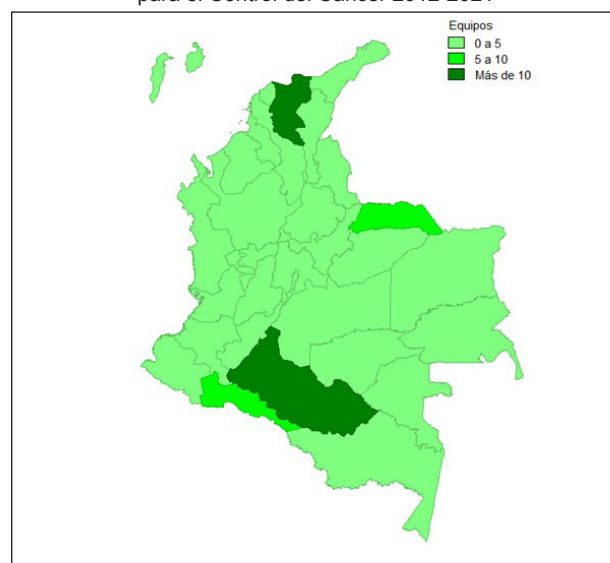 para el Control del Cáncer 2012-2021
Equipos
0 a 5
5 a 10
Más de 10